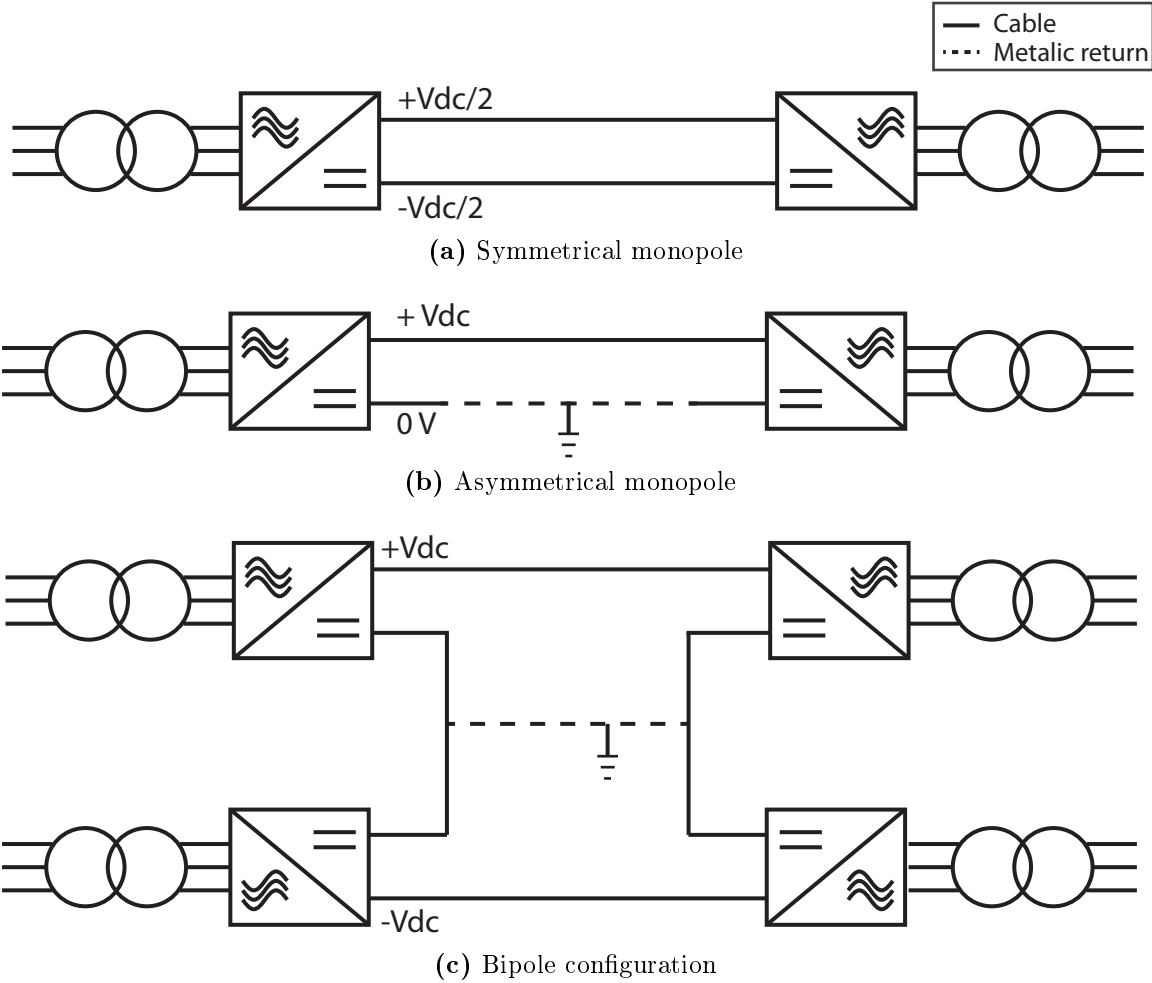 Cable
Metalic return
+Vdc/2
-Vdc/2
(a) Symmetrical monopole
+ Vdc
0 V
(b) Asymmetrical monopole
+Vdc
-Vdc
(c) Bipole configuration